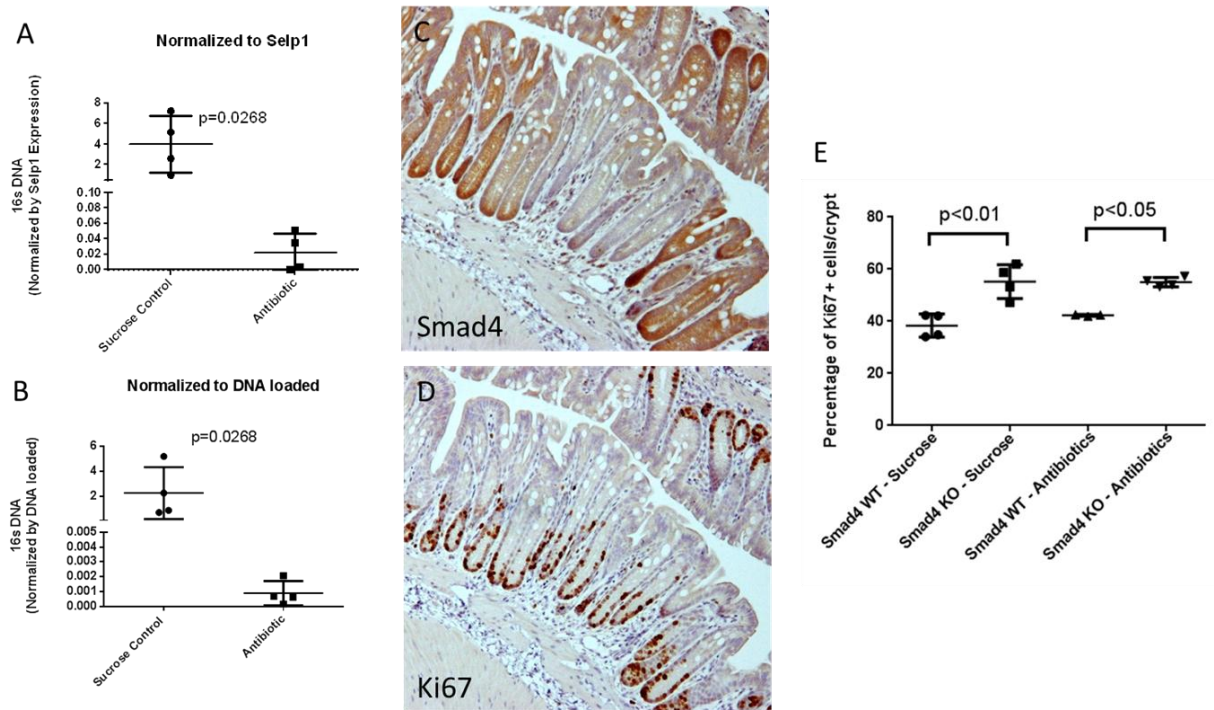 A
Normalized to Selp1
16s DNA
(Normalized by Selp1 Expression)
8
6
4
2
0.10
0.08
0.06
0.04
0.02
0.00
p=0.0268
Sucrose Control
Antibiotic
B
Normalized to DNA loaded
16s DNA
(Normalized by DNA loaded)
6
4
2
0.005
0.004
0.003
0.002
0.001
0.000
p=0.0268
Sucrose Control
Antibiotic
C
Smad4
D
Ki67
E
Percentage of Ki67+ cells/crypt
80
60
40
20
0
p<0.01
p<0.05
Smad4 WT - Sucrose
Smad4 KO - Sucrose
Smad4 WT - Antibiotics
Smad4 KO - Antibiotics